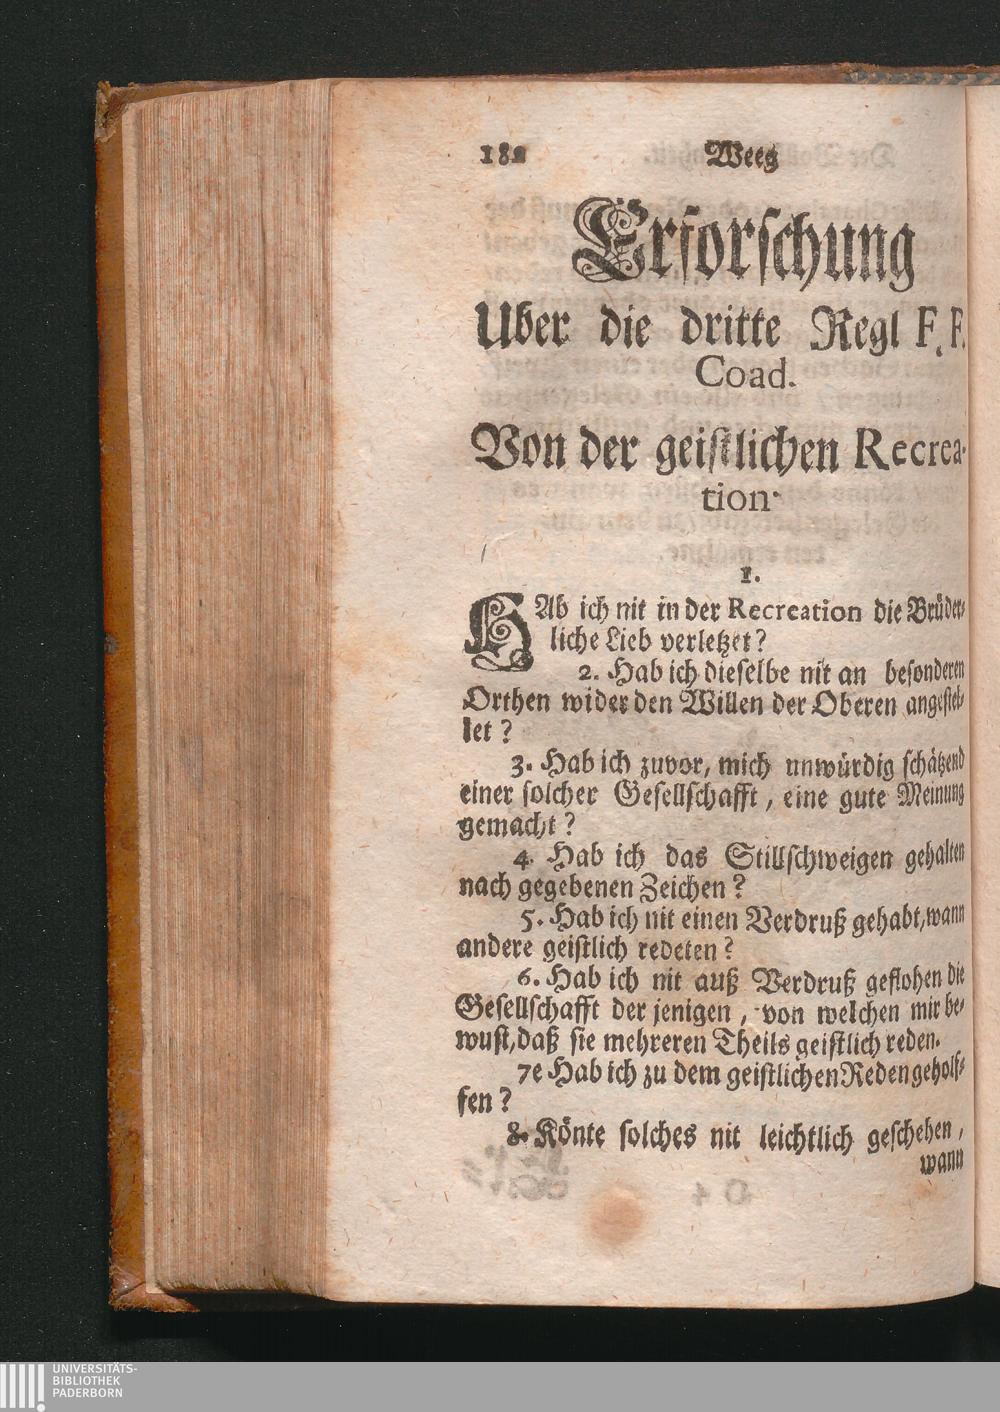 182 Weeg
Erforschung
Uber die dritte Regl F. F.
Coad.
Von der geistlichen Recrea-
tion.
1.
HAb ich nit in der Recreation die Brüder-
liche Lieb verletzet?
2. Hab ich dieselbe nit an besonderen
Orthen wider den Willen der Oberen angestel-
let?
3. Hab ich zuvor, mich unwürdig schätzend
einer solcher Gesellschafft, eine gute Meinung
gemacht?
4. Hab ich das Stillschweigen gehalten
nach gegebenen Zeichen?
5. Hab ich nit einen Verdruß gehabt, wann
andere geistlich redeten?
6. Hab ich nit auß Verdruß geflohen die
Gesellschafft der jenigen, von welchen mir be-
wust, daß sie mehreren Theils geistlich reden.
7e Hab ich zu dem geistlichen Reden geholf-
fen?
8. Könte solches nit leichtlich geschehen,
wann
UNIVERSITÄTS-
BIBLIOTHEK
PADERBORN